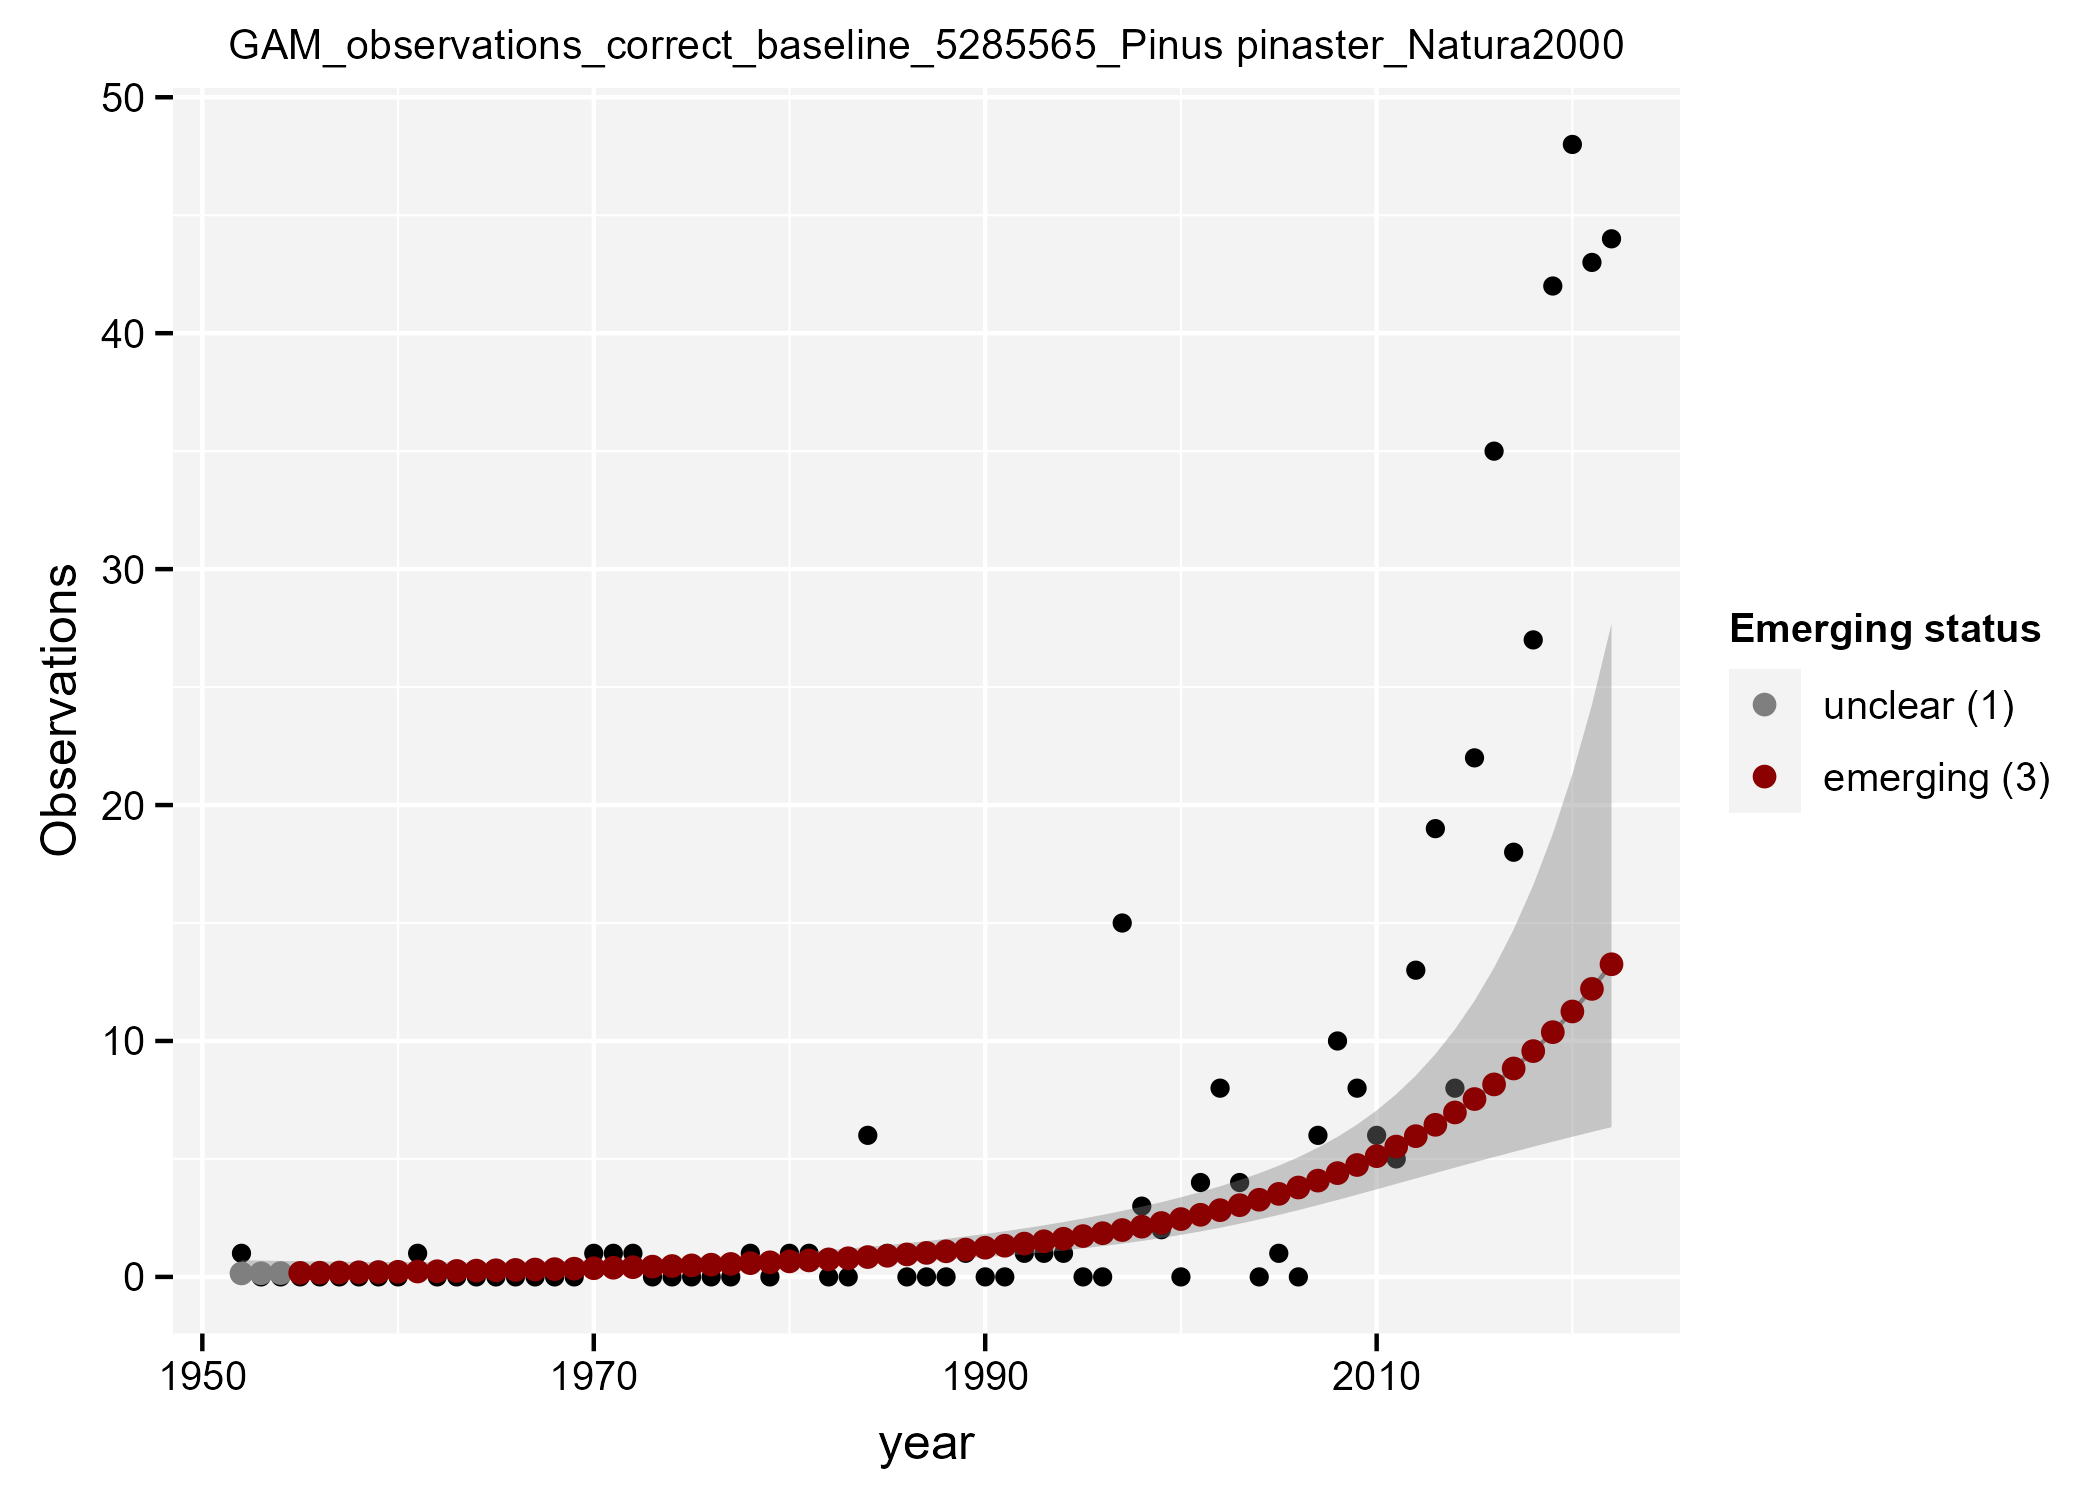 GAM_observations_correct_baseline_5285565_Pinus pinaster_Natura2000
50
40
30
20
10
0
Observations
1950 1970 1990 2010
year
Emerging status
unclear (1)
emerging (3)